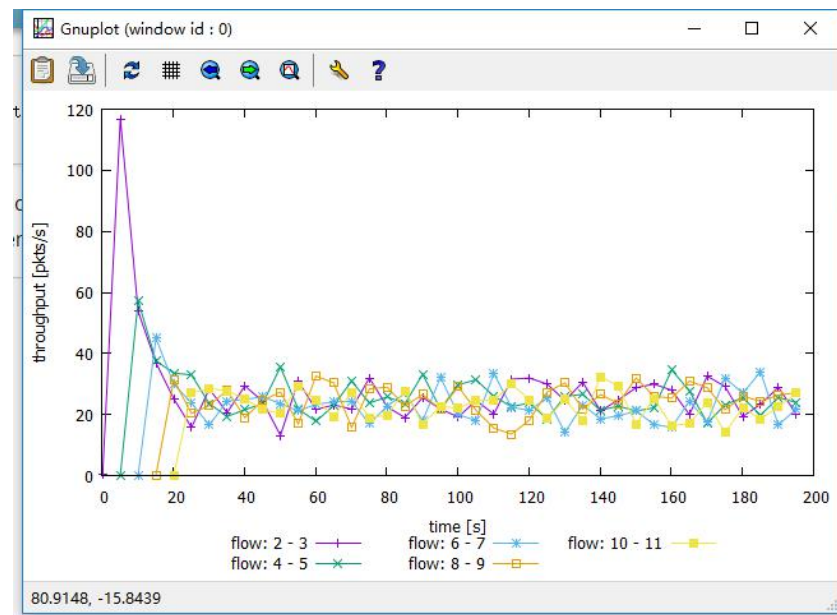 Gnuplot (window id : 0)
120
100
80
60
40
20
0
throughput [pkts/s]
0 20 40 60 80 100 120 140 160 180 200
time [s]
flow: 2 - 3 flow: 6 - 7 flow: 10 - 11
flow: 4 - 5 flow: 8 - 9
80.9148, -15.8439